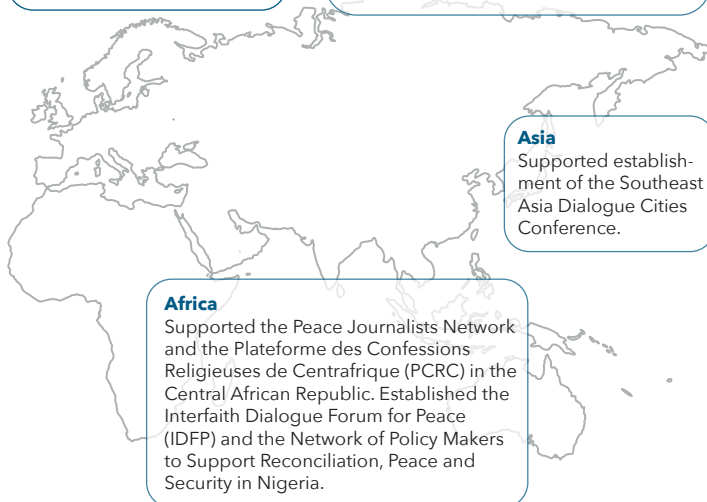 Asia
Supported establish-
ment of the Southeast
Asia Dialogue Cities
Conference.
Africa
Supported the Peace Journalists Network
and the Plateforme des Confessions
Religieuses de Centrafrique (PCRC) in the
Central African Republic. Established the
Interfaith Dialogue Forum for Peace
(IDFP) and the Network of Policy Makers
to Support Reconciliation, Peace and
Security in Nigeria.